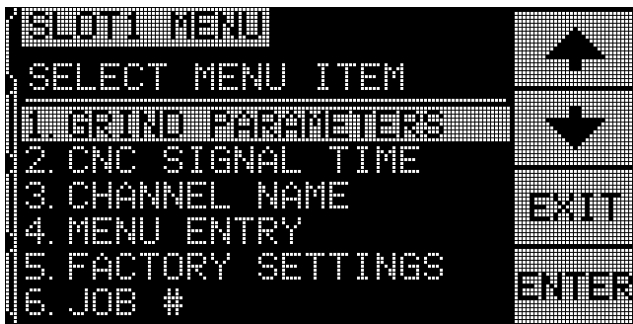 SLOT1 MENU
SELECT MENU ITEM
1. GRIND PARAMETERS
2. CNC SIGNAL TIME
3. CHANNEL NAME
4. MENU ENTRY
5. FACTORY SETTINGS
6. JOB #
EXIT
ENTER